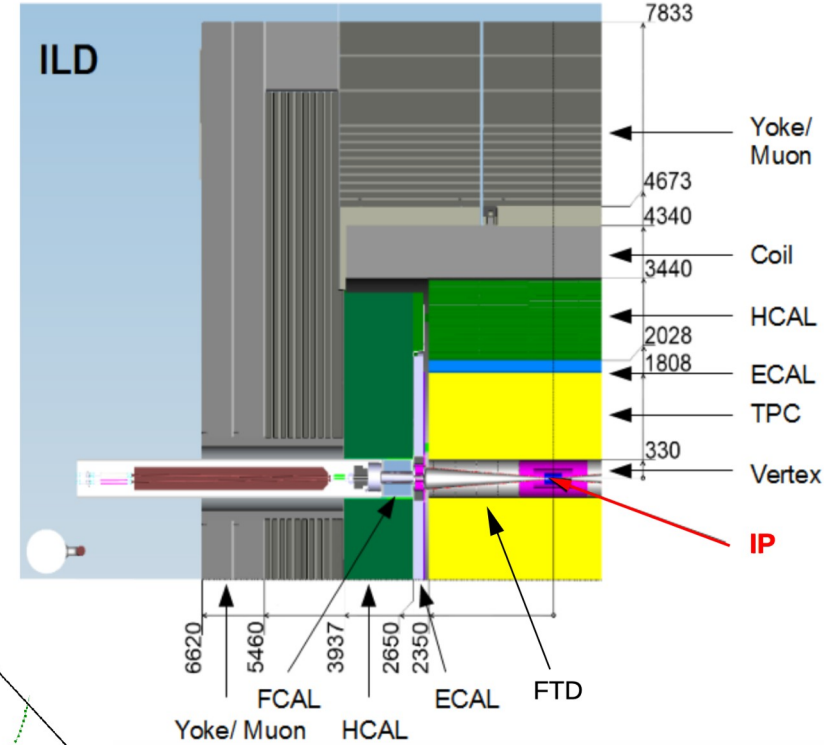 ILD
7833
Yoke/
Muon
4673
4340
Coil
3440
HCAL
2028
1808
ECAL
TPC
330
Vertex
IP
6620
5460
3937
2650
2350
FCAL
ECAL
FTD
Yoke/ Muon
HCAL